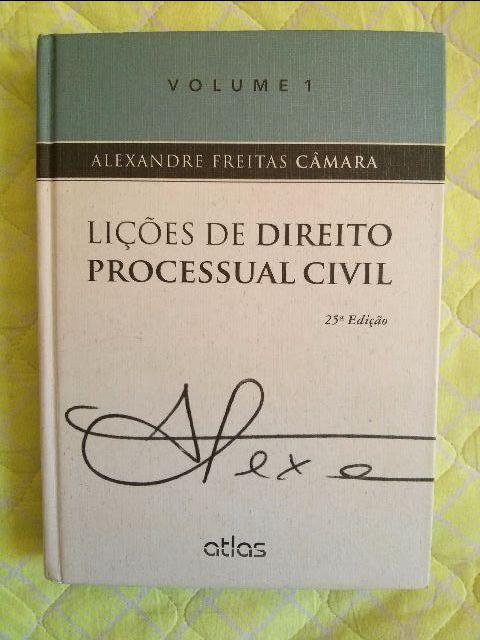 VOLUME 1
ALEXANDRE FREITAS CÂMARA
LIÇÕES DE DIREITO
PROCESSUAL CIVIL
25ª Edição
Alexa
atlas